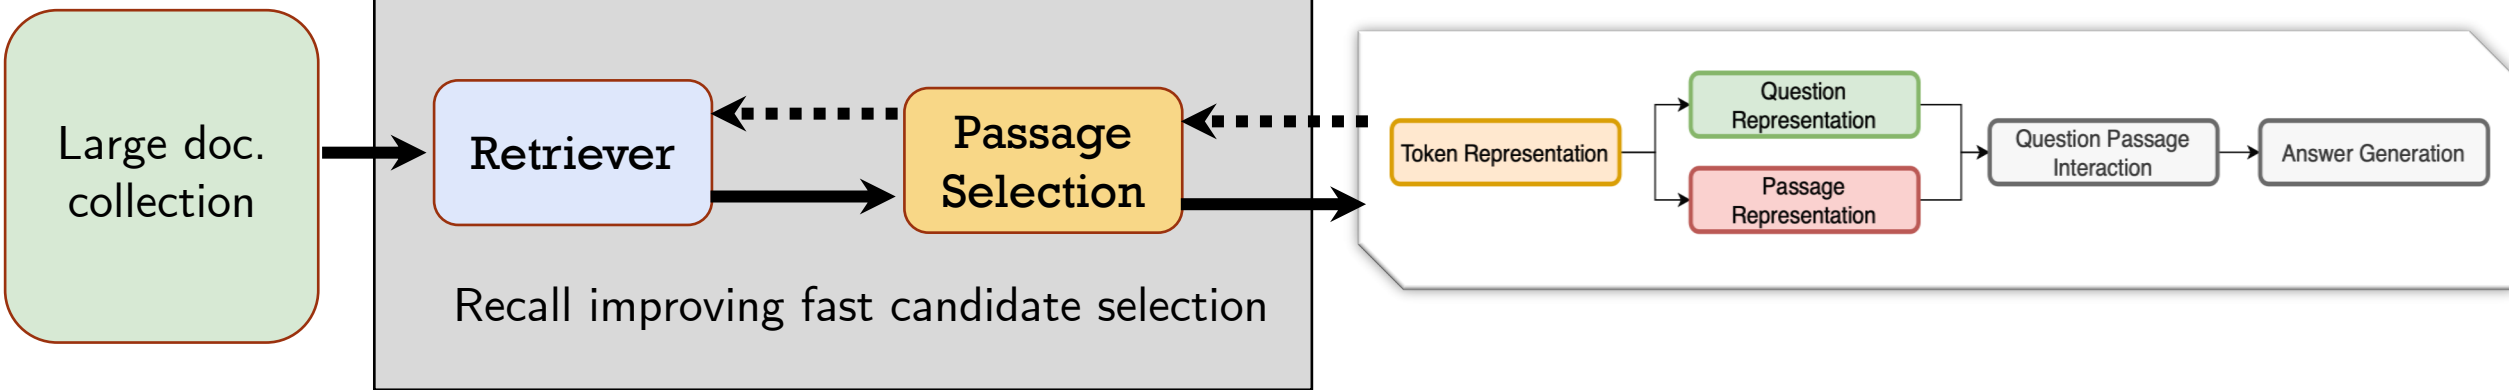 Large doc.
collection
Retriever
Passage
Selection
Recall improving fast candidate selection
Token Representation
Question
Representation
Passage
Representation
Question Passage
Interaction
Answer Generation